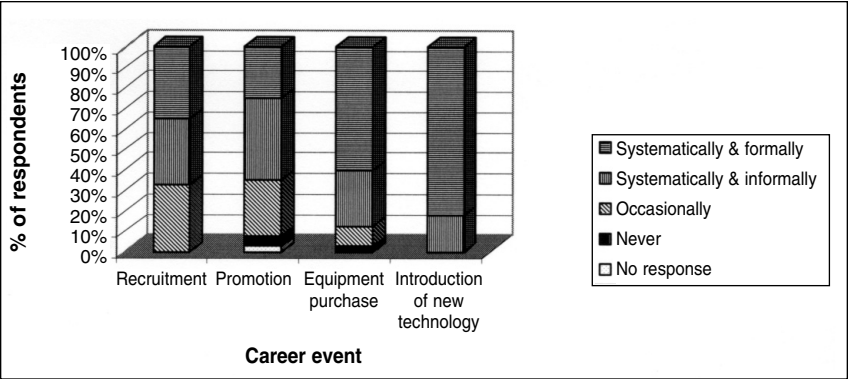 % of respondents
100%
90%
80%
70%
60%
50%
40%
30%
20%
10%
0%
Recruitment
Promotion
Equipment
purchase
Introduction
of new
technology
Career event
Systematically & formally
Systematically & informally
Occasionally
Never
No response